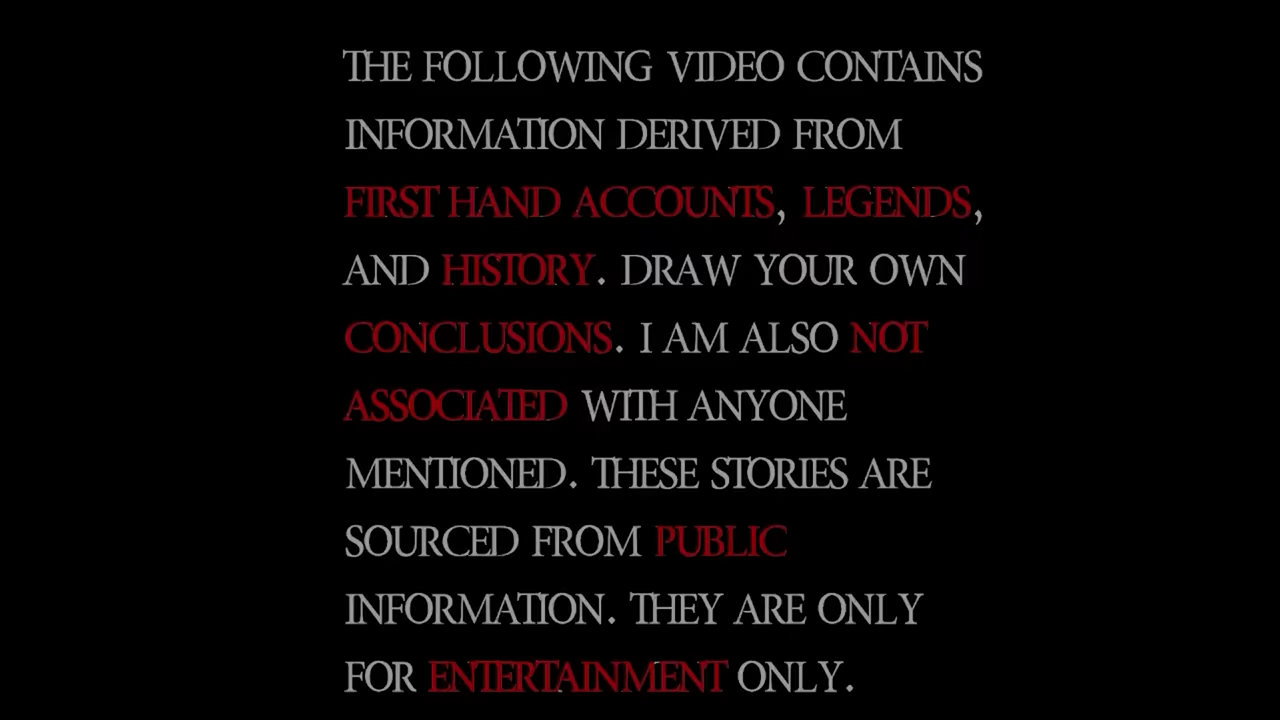 THE FOLLOWING VIDEO CONTAINS
INFORMATION DERIVED FROM
FIRST HAND ACCOUNTS, LEGENDS,
AND HISTORY. DRAW YOUR OWN
CONCLUSIONS. I AM ALSO NOT
ASSOCIATED WITH ANYONE
MENTIONED. THESE STORIES ARE
SOURCED FROM PUBLIC
INFORMATION. THEY ARE ONLY
FOR ENTERTAINMENT ONLY.